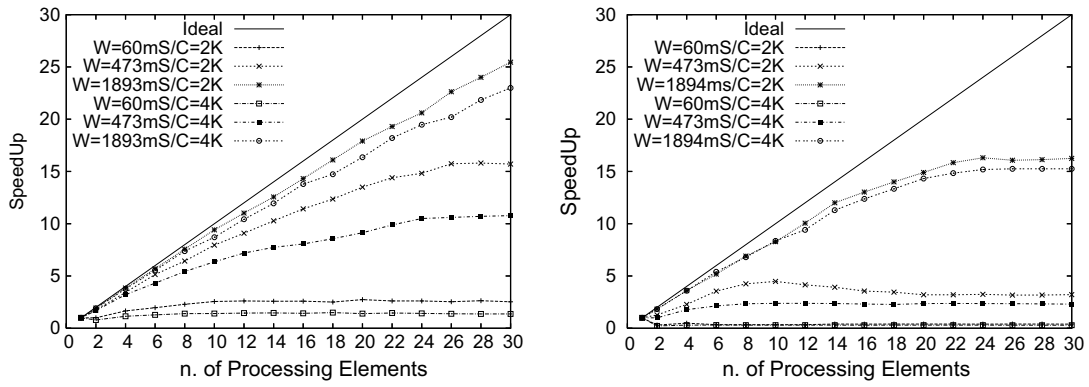 30
25
20
15
10
5
0
SpeedUp
Ideal
W=60mS/C=2K
W=473mS/C=2K
W=1893mS/C=2K
W=60mS/C=4K
W=473mS/C=4K
W=1893mS/C=4K
0 2 4 6 8 10 12 14 16 18 20 22 24 26 28 30
n. of Processing Elements
30
25
20
15
10
5
0
SpeedUp
Ideal
W=60mS/C=2K
W=473mS/C=2K
W=1894ms/C=2K
W=60mS/C=4K
W=473mS/C=4K
W=1894mS/C=4K
0 2 4 6 8 10 12 14 16 18 20 22 24 26 28 30
n. of Processing Elements